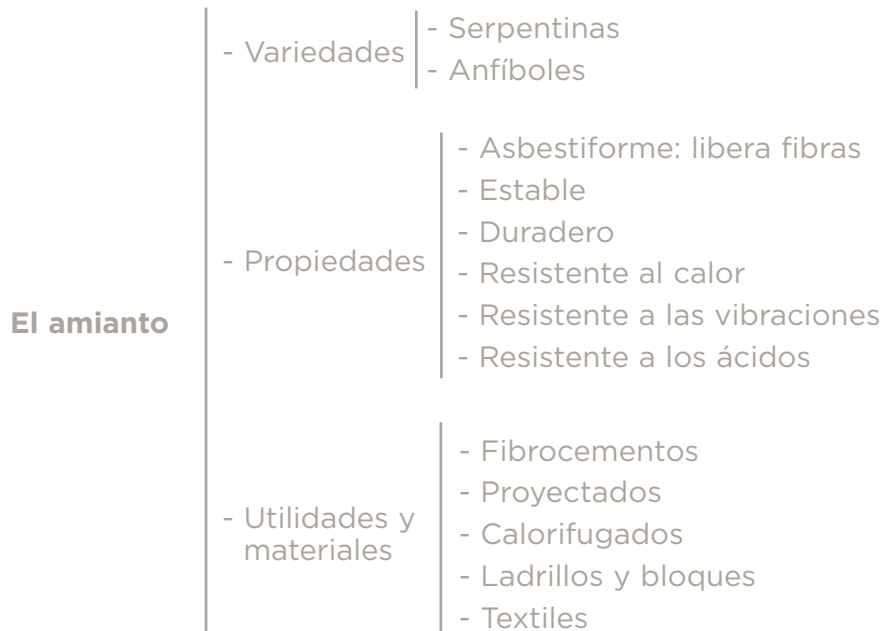 - Variedades
- Serpentinas
- Anfíboles
- Propiedades
- Asbestiforme: libera fibras
- Estable
- Duradero
- Resistente al calor
- Resistente a las vibraciones
- Resistente a los ácidos
El amianto
- Utilidades y
materiales
- Fibrocementos
- Proyectados
- Calorifugados
- Ladrillos y bloques
- Textiles